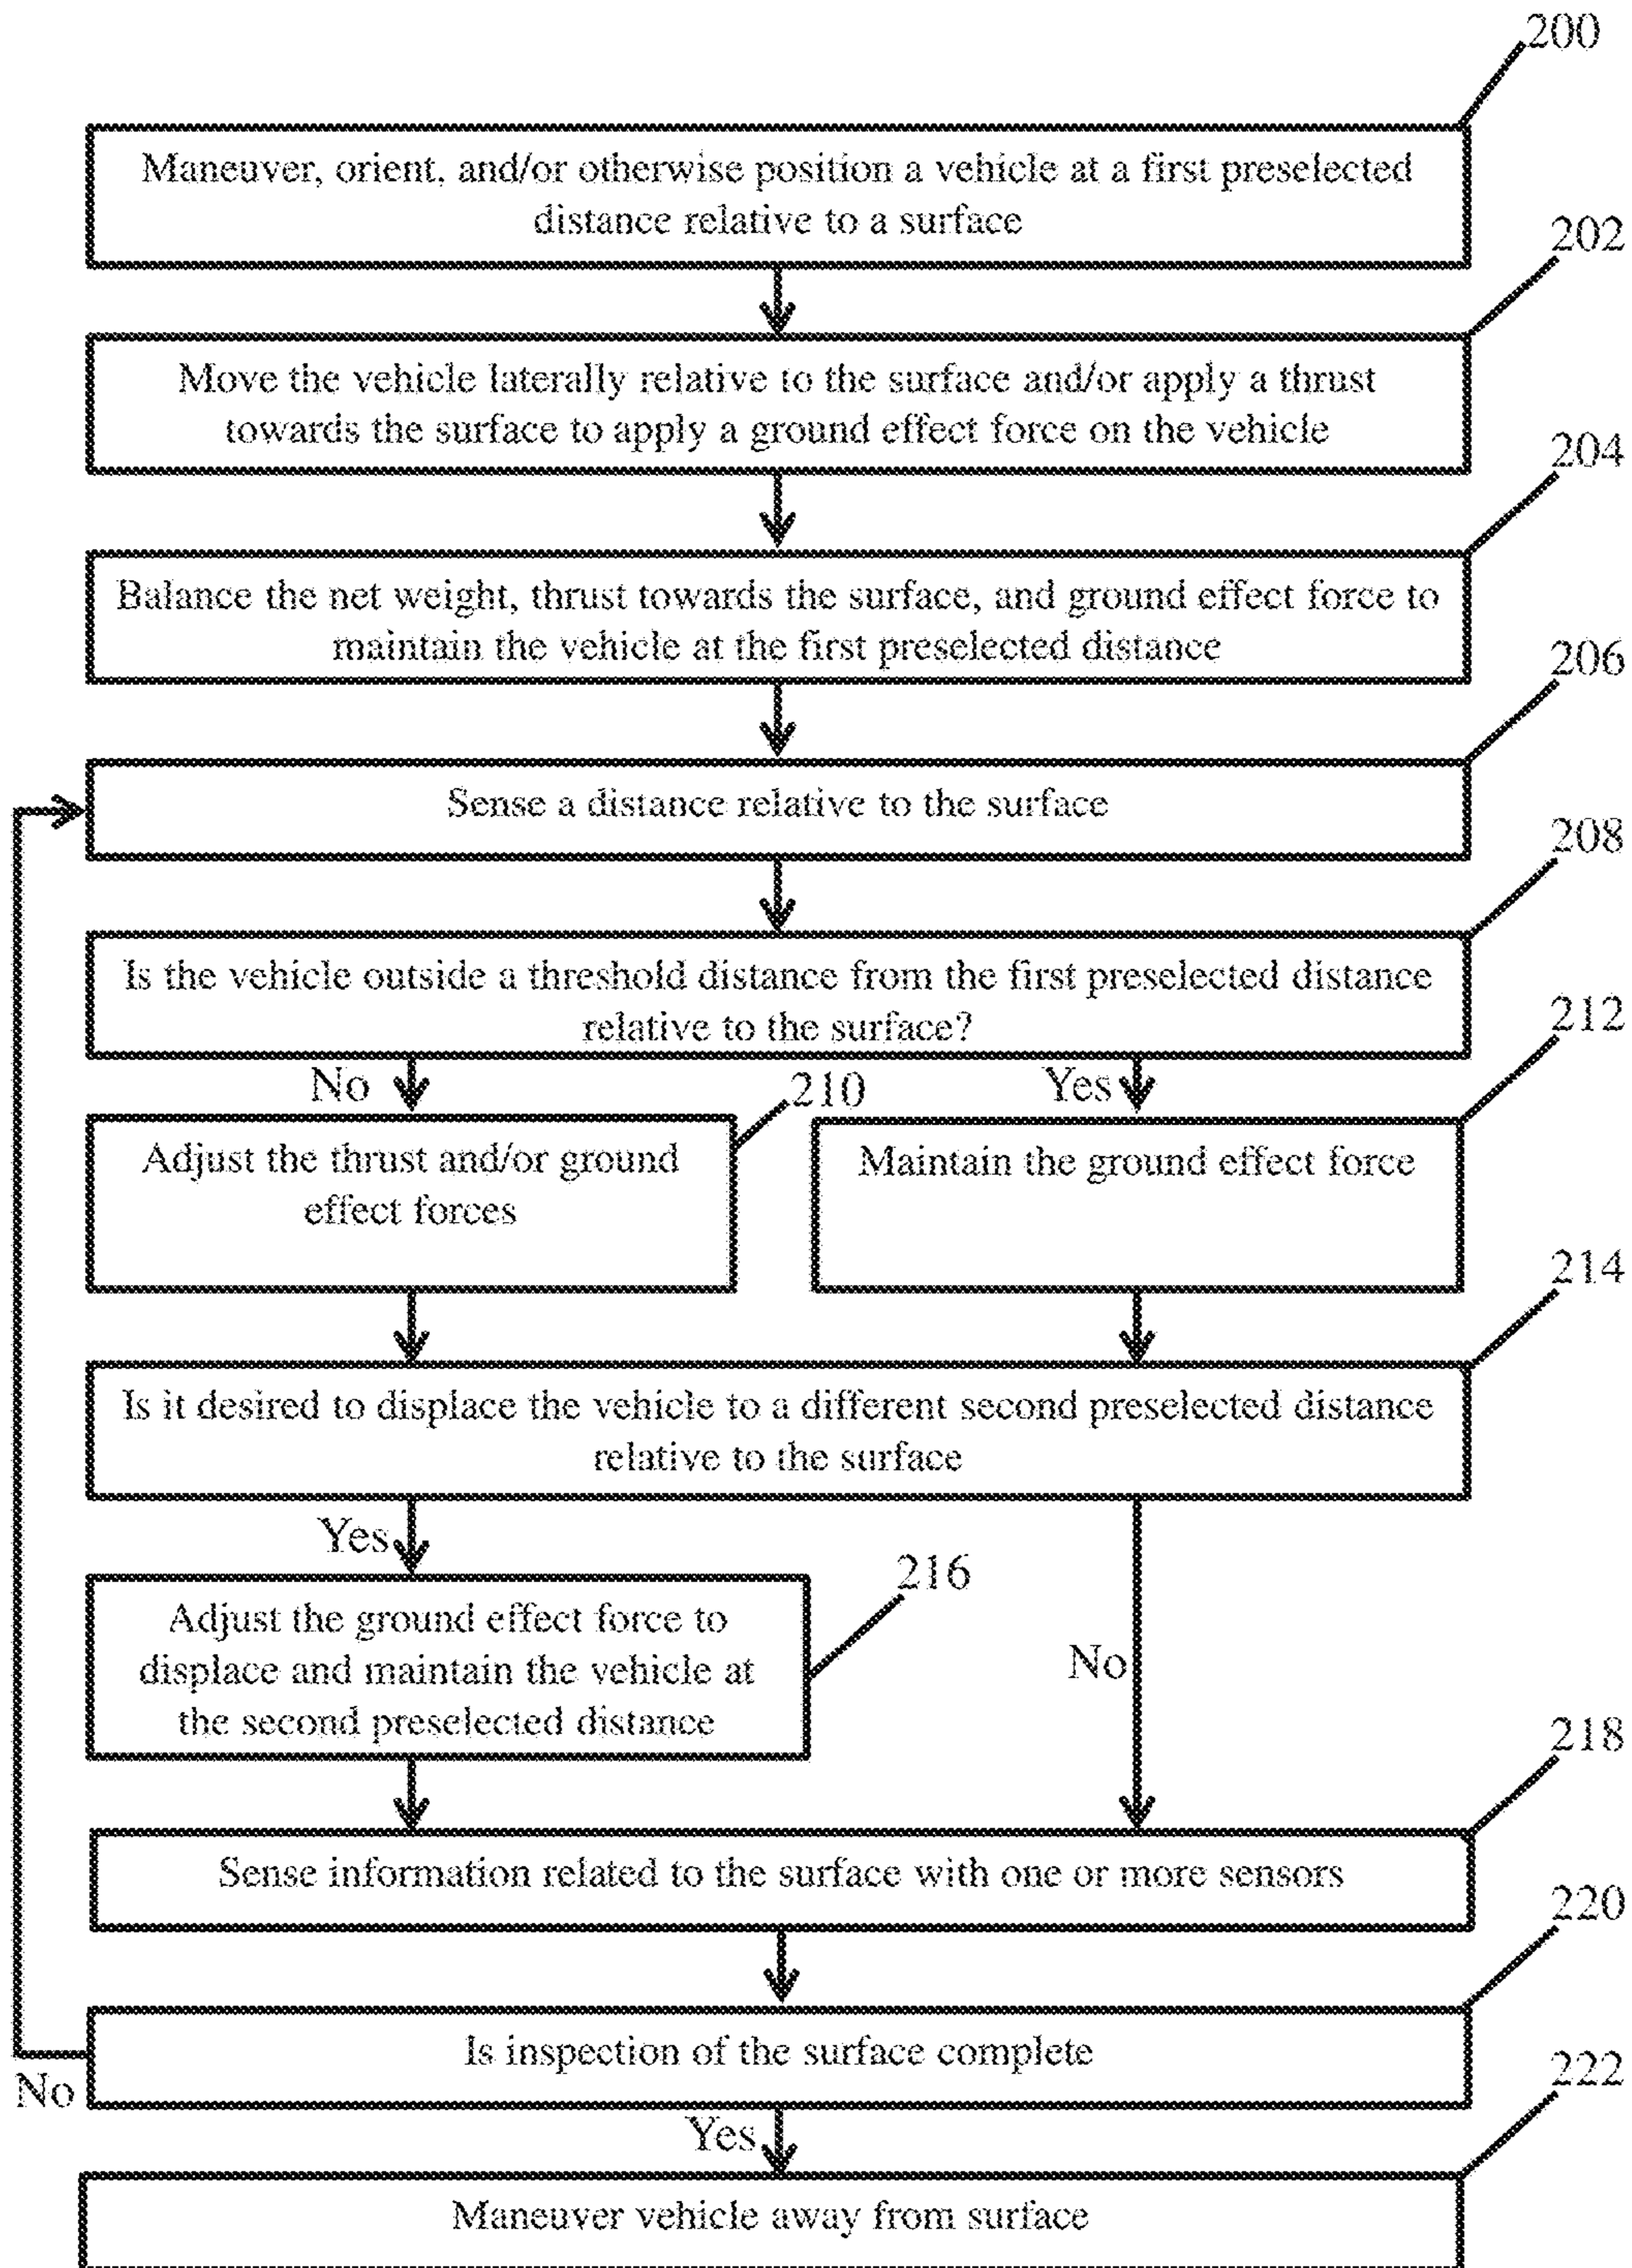 200
Maneuver, orient, and/or otherwise position a vehicle at a first preselected
distance relative to a surface
202
Move the vehicle laterally relative to the surface and/or apply a thrust
towards the surface to apply a ground effect force on the vehicle
204
Balance the net weight, thrust towards the surface, and ground effect force to
maintain the vehicle at the first preselected distance
206
Sense a distance relative to the surface
208
Is the vehicle outside a threshold distance from the first preselected distance
relative to the surface?
212
No
210
Yes
Adjust the thrust and/or ground
effect forces
Maintain the ground effect force
214
Is it desired to displace the vehicle to a different second preselected distance
relative to the surface
Yes
216
Adjust the ground effect force to
displace and maintain the vehicle at
the second preselected distance
No
218
Sense information related to the surface with one or more sensors
220
Is inspection of the surface complete
No
222
Yes
Maneuver vehicle away from surface